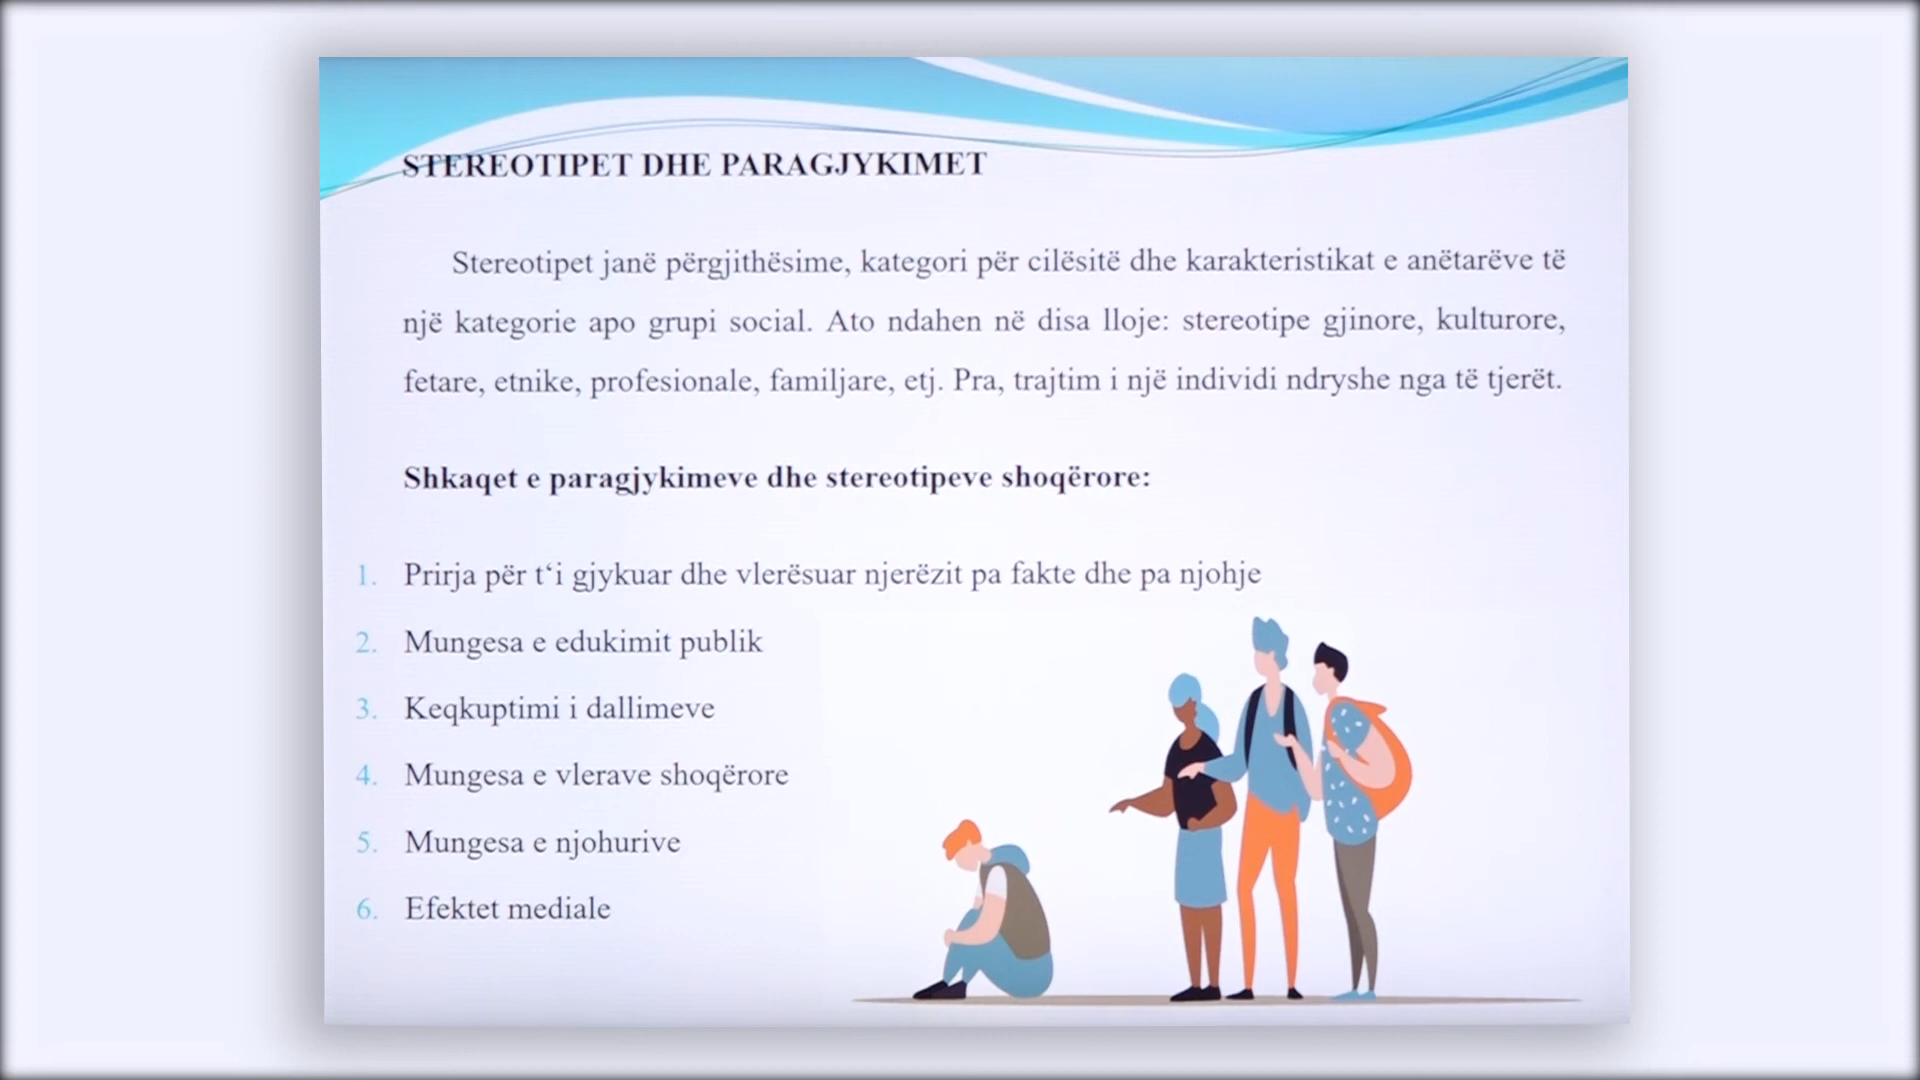 STEREOTIPET DHE PARAGJYKIMET
Stereotipet janë përgjithësime, kategori për cilësitë dhe karakteristikat e anëtarëve të
një kategorie apo grupi social. Ato ndahen në disa lloje: stereotipe gjinore, kulturore,
fetare, etnike, profesionale, familjare, etj. Pra, trajtim i një individi ndryshe nga të tjerët.
Shkaqet e paragjykimeve dhe stereotipeve shoqërore:
1. Prirja për t‘i gjykuar dhe vlerësuar njerëzit pa fakte dhe pa njohje
2. Mungesa e edukimit publik
3. Keqkuptimi i dallimeve
4. Mungesa e vlerave shoqërore
5. Mungesa e njohurive
6. Efektet mediale